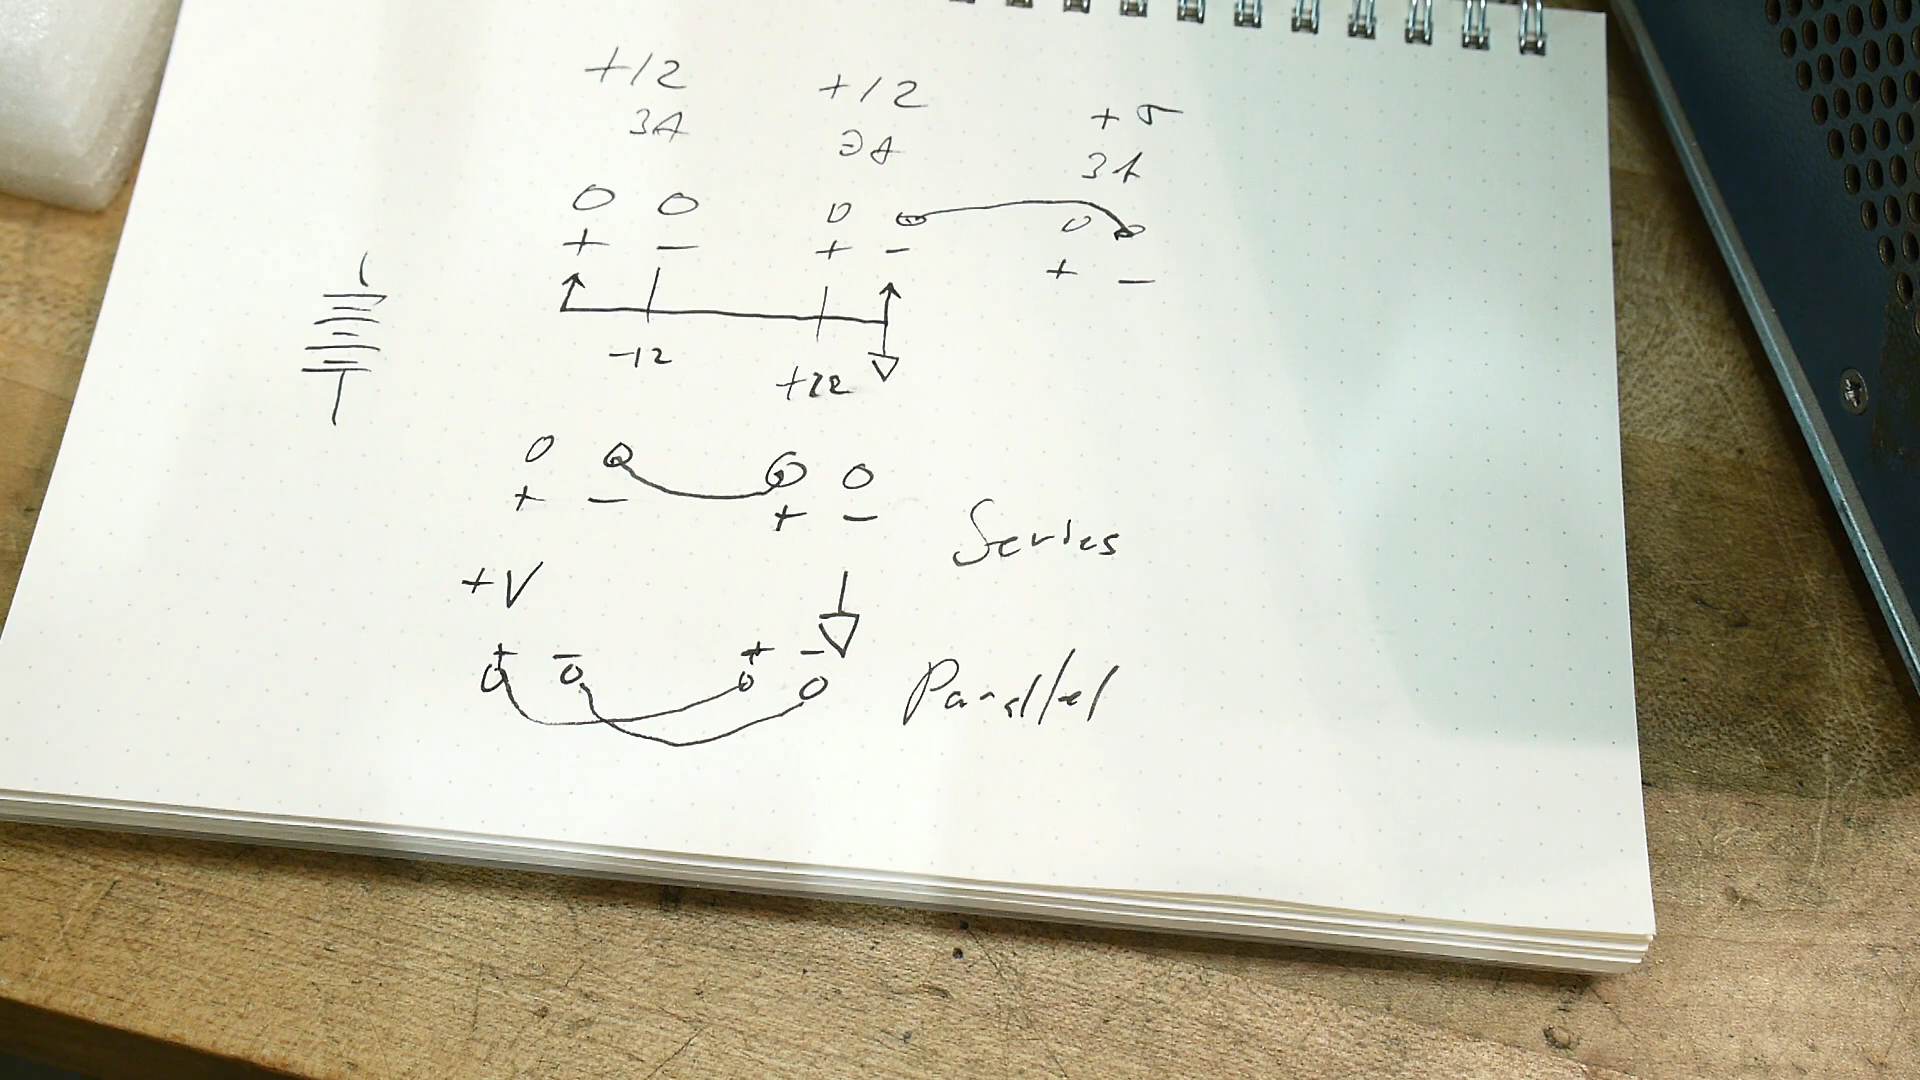 +12 +12 +5
3A 3A 3A
O O O O O O
+ − + − + −
−12 +12
O O O O
+ − + −
Series
+V
+ − + −
O O O O
Parallel